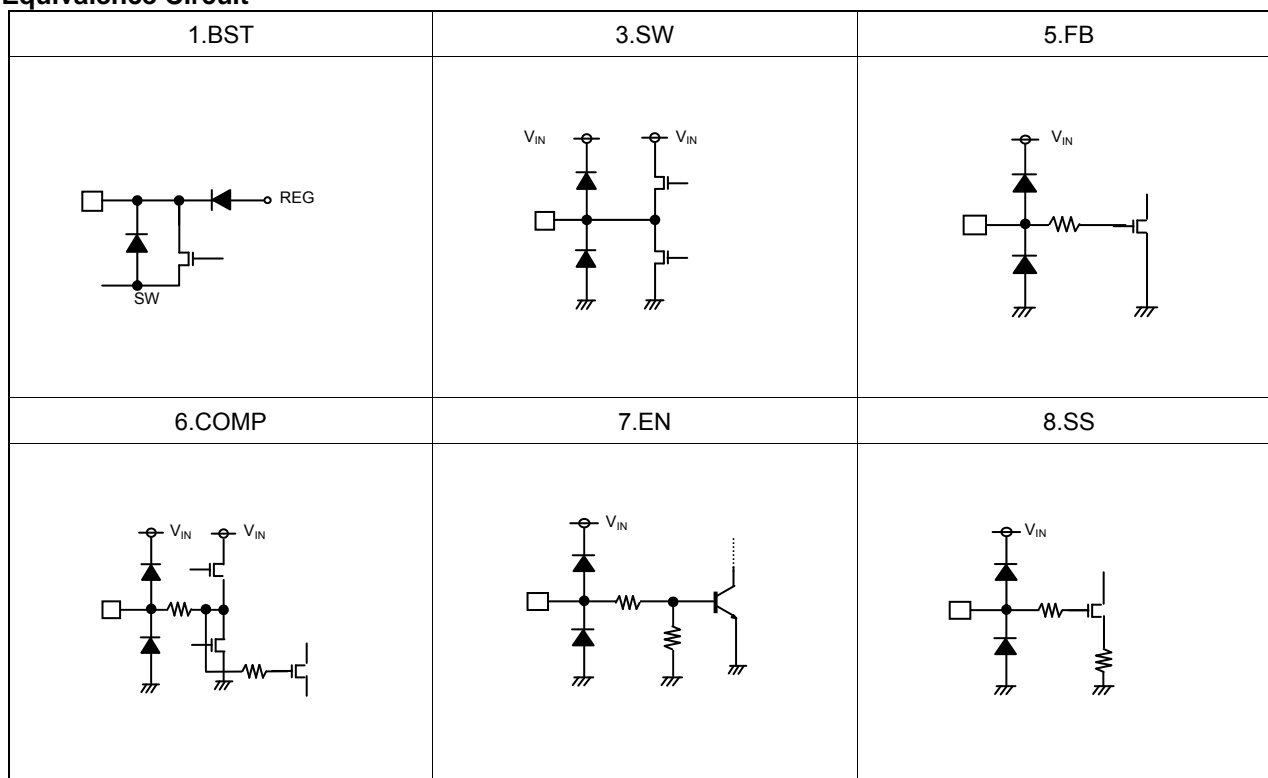 Equivalence Circuit
1.BST
3.SW
5.FB
REG
SW
VIN
VIN
VIN
6.COMP
7.EN
8.SS
VIN
VIN
VIN
VIN